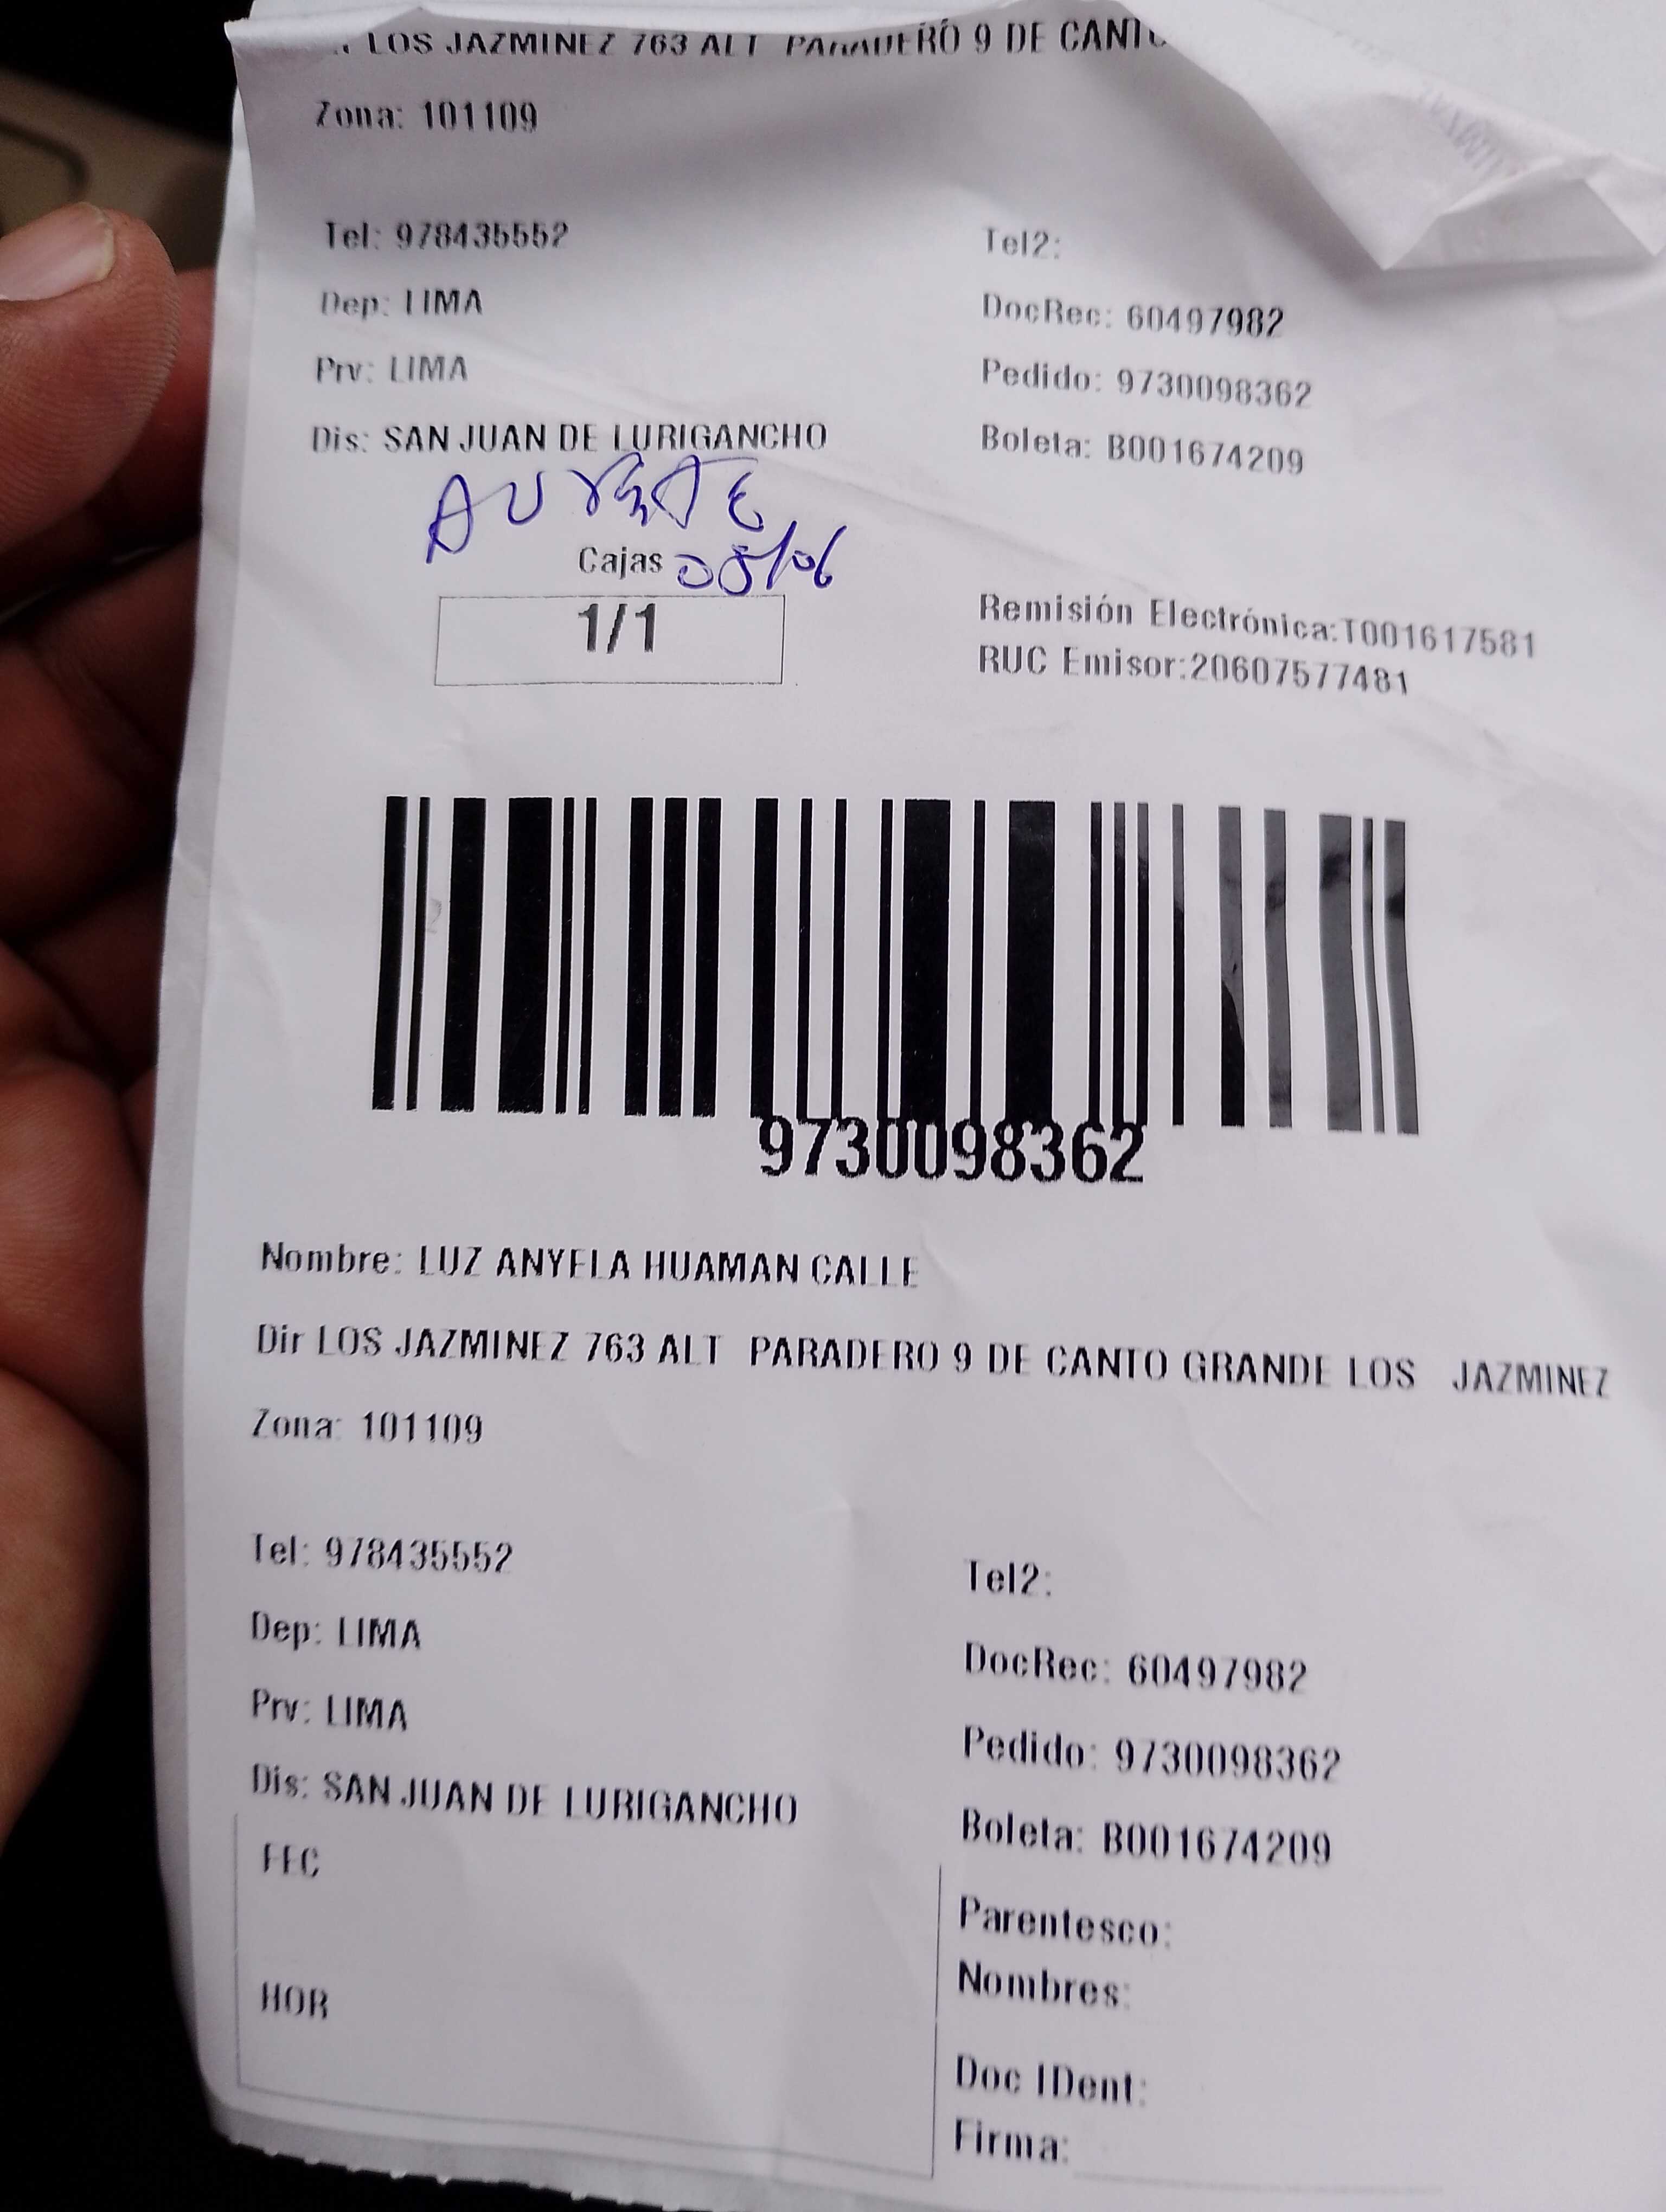 LOS JAZMINEZ 763 ALT PARADERO 9 DE CANTO
Zona: 101109
Tel: 978435552
Tel2:
Dep: LIMA
DocRec: 60497982
Prv: LIMA
Pedido: 9730098362
Dis: SAN JUAN DE LURIGANCHO
Boleta: B001674209
Cajas 05/06
1/1
Remisión Electrónica:T001617581
RUC Emisor:20607577481
9730098362
Nombre: LUZ ANYELA HUAMAN CALLE
Dir LOS JAZMINEZ 763 ALT PARADERO 9 DE CANTO GRANDE LOS JAZMINEZ
Zona: 101109
Tel: 978435552
Tel2:
Dep: LIMA
DocRec: 60497982
Prv: LIMA
Pedido: 9730098362
Dis: SAN JUAN DE LURIGANCHO
Boleta: B001674209
FEC
Parentesco:
Nombres:
HOR
Doc IDent:
Firma: